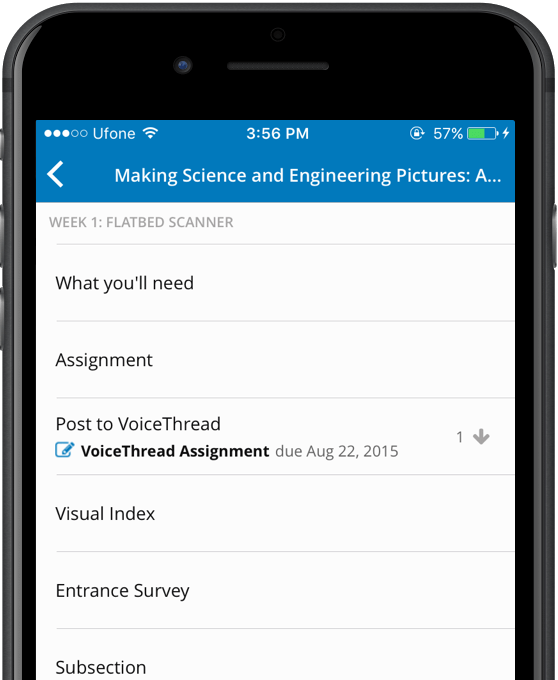 Ufone 3:56 PM 57%
Making Science and Engineering Pictures: A...
WEEK 1: FLATBED SCANNER
What you'll need
Assignment
Post to VoiceThread
1
VoiceThread Assignment due Aug 22, 2015
Visual Index
Entrance Survey
Subsection